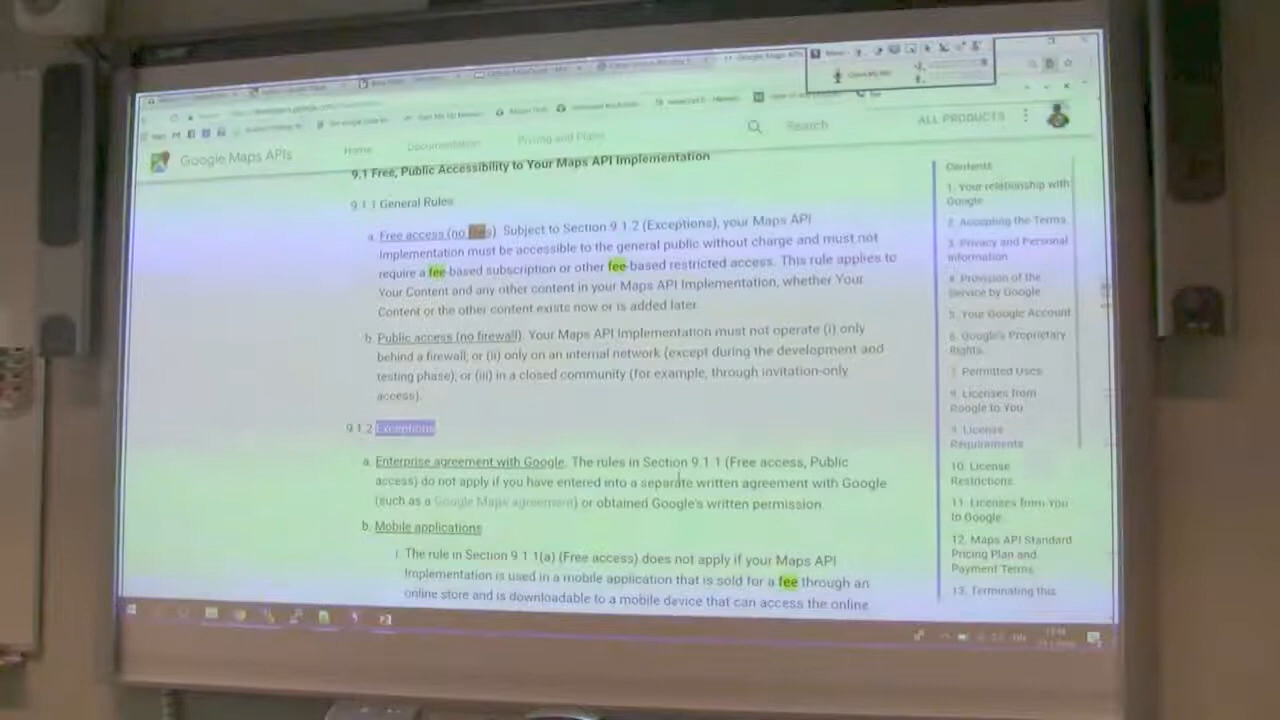 Google Maps APIs
Home
Documentation
Pricing and Plans
Search
ALL PRODUCTS
9.1 Free, Public Accessibility to Your Maps API Implementation
9.1.1 General Rules
a. Free access (no fees). Subject to Section 9.1.2 (Exceptions), your Maps API
Implementation must be accessible to the general public without charge and must not
require a fee-based subscription or other fee-based restricted access. This rule applies to
Your Content and any other content in your Maps API Implementation, whether Your
Content or the other content exists now or is added later.
b. Public access (no firewall). Your Maps API Implementation must not operate (i) only
behind a firewall; or (ii) only on an internal network (except during the development and
testing phase); or (iii) in a closed community (for example, through invitation-only
access).
9.1.2 Exceptions
a. Enterprise agreement with Google. The rules in Section 9.1.1 (Free access, Public
access) do not apply if you have entered into a separate written agreement with Google
(such as a Google Maps agreement) or obtained Google's written permission.
b. Mobile applications
i. The rule in Section 9.1.1(a) (Free access) does not apply if your Maps API
Implementation is used in a mobile application that is sold for a fee through an
online store and is downloadable to a mobile device that can access the online
Contents
1. Your relationship with
Google
2. Accepting the Terms
3. Privacy and Personal
Information
4. Provision of the
Service by Google
5. Your Google Account
6. Google's Proprietary
Rights
7. Permitted Uses
8. Licenses from
Google to You
9. License
Requirements
10. License
Restrictions
11. Licenses from You
to Google
12. Maps API Standard
Pricing Plan and
Payment Terms
13. Terminating this